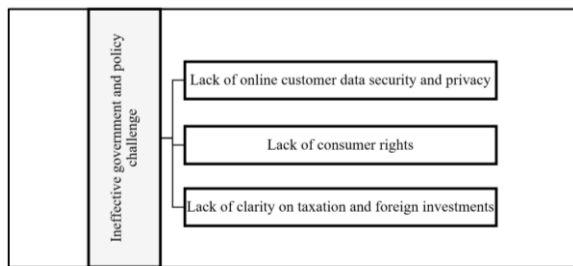 Ineffective government and policy
challenge
Lack of online customer data security and privacy
Lack of consumer rights
Lack of clarity on taxation and foreign investments